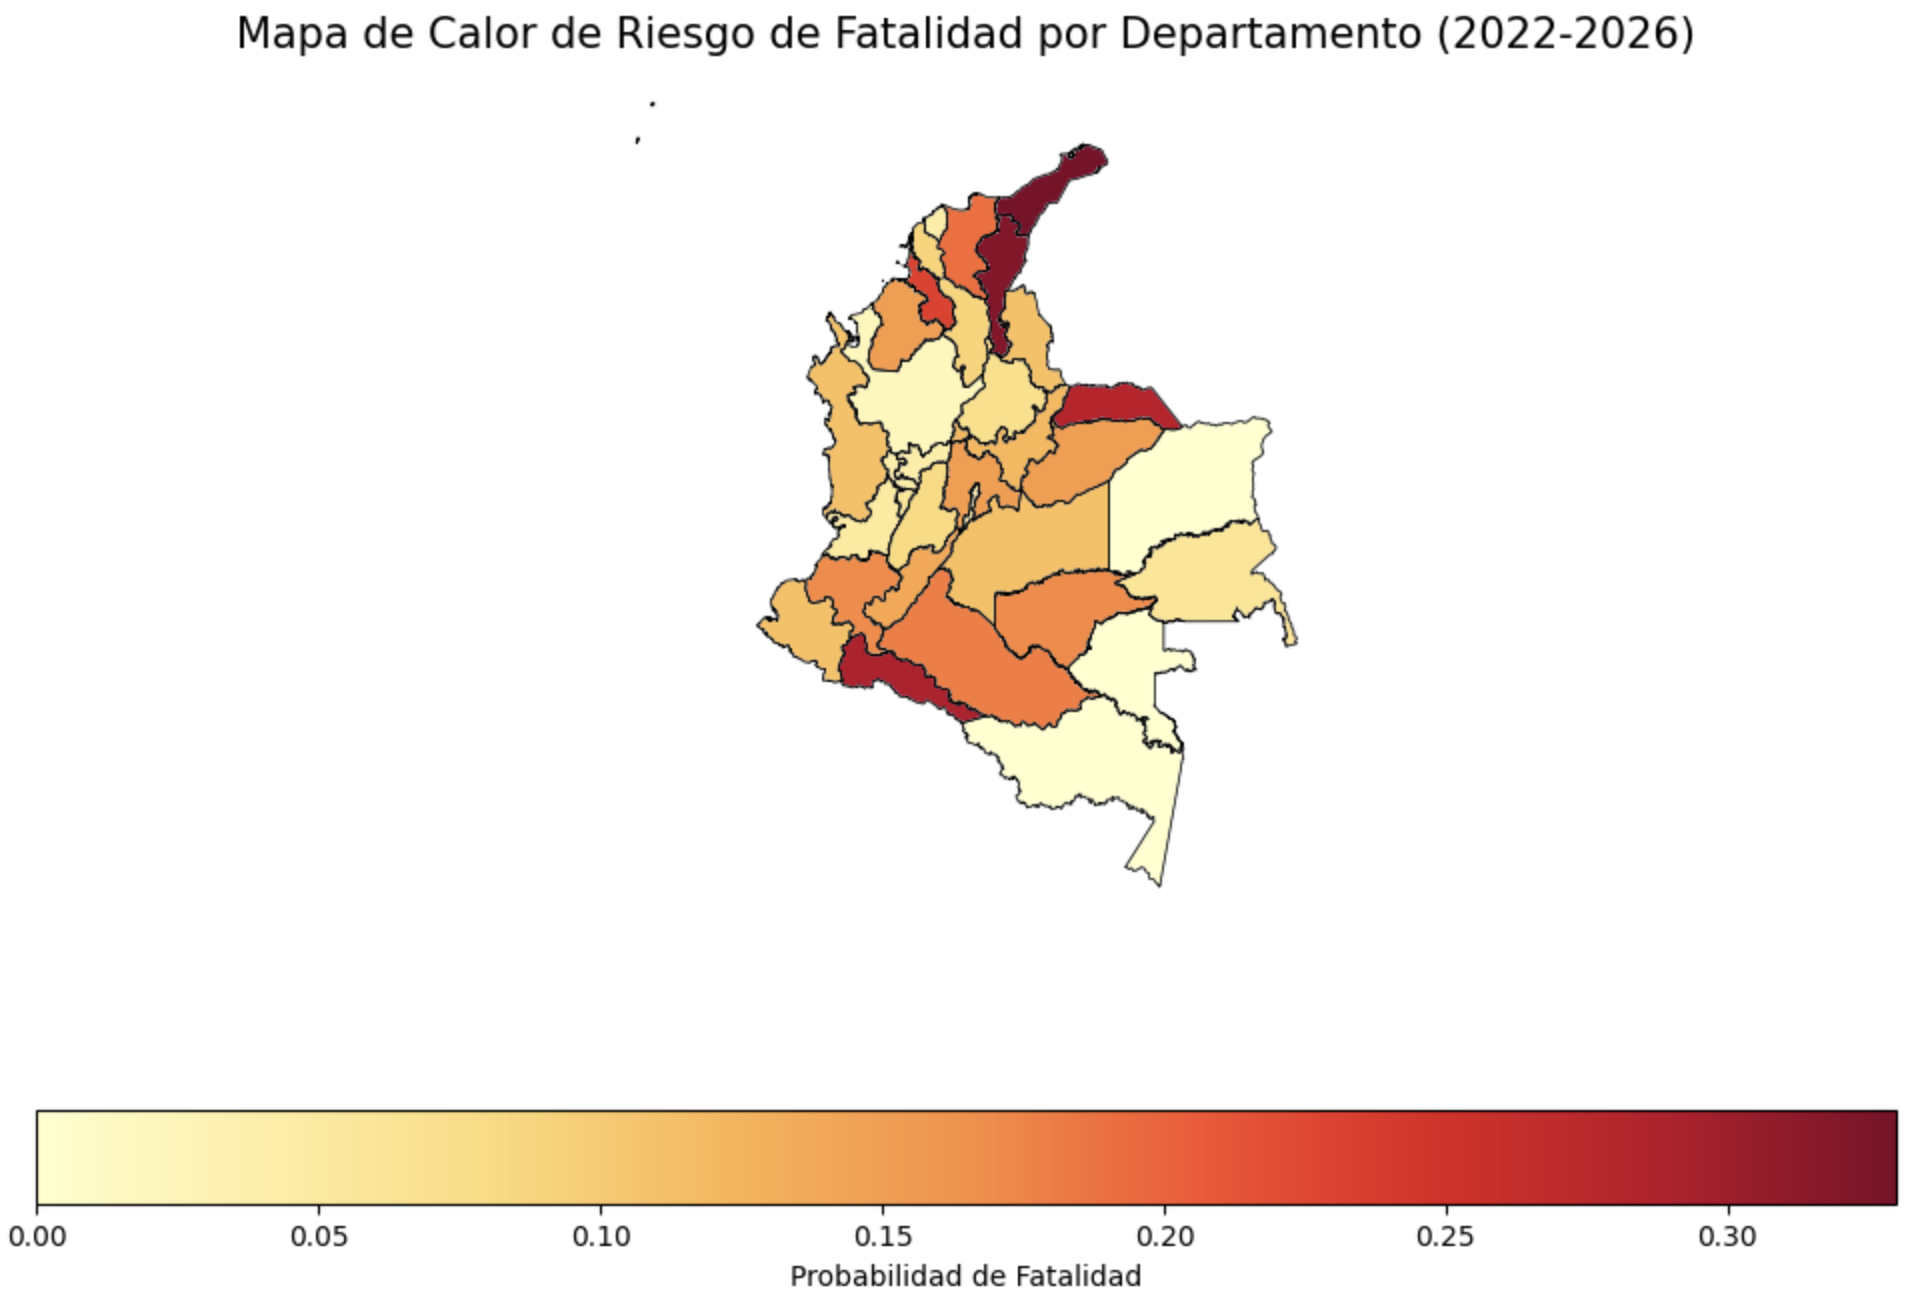 Mapa de Calor de Riesgo de Fatalidad por Departamento (2022-2026)
0.00 0.05 0.10 0.15 0.20 0.25 0.30
Probabilidad de Fatalidad